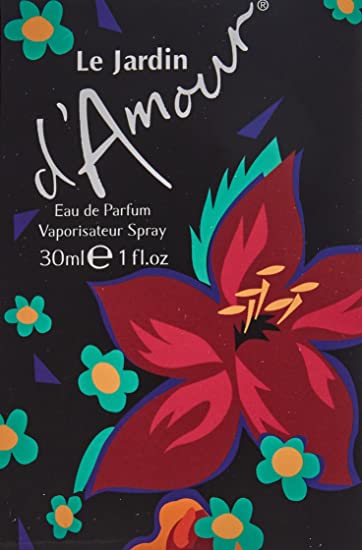 Le Jardin
d'Amour®
Eau de Parfum
Vaporisateur Spray
30ml ℮ 1 fl.oz